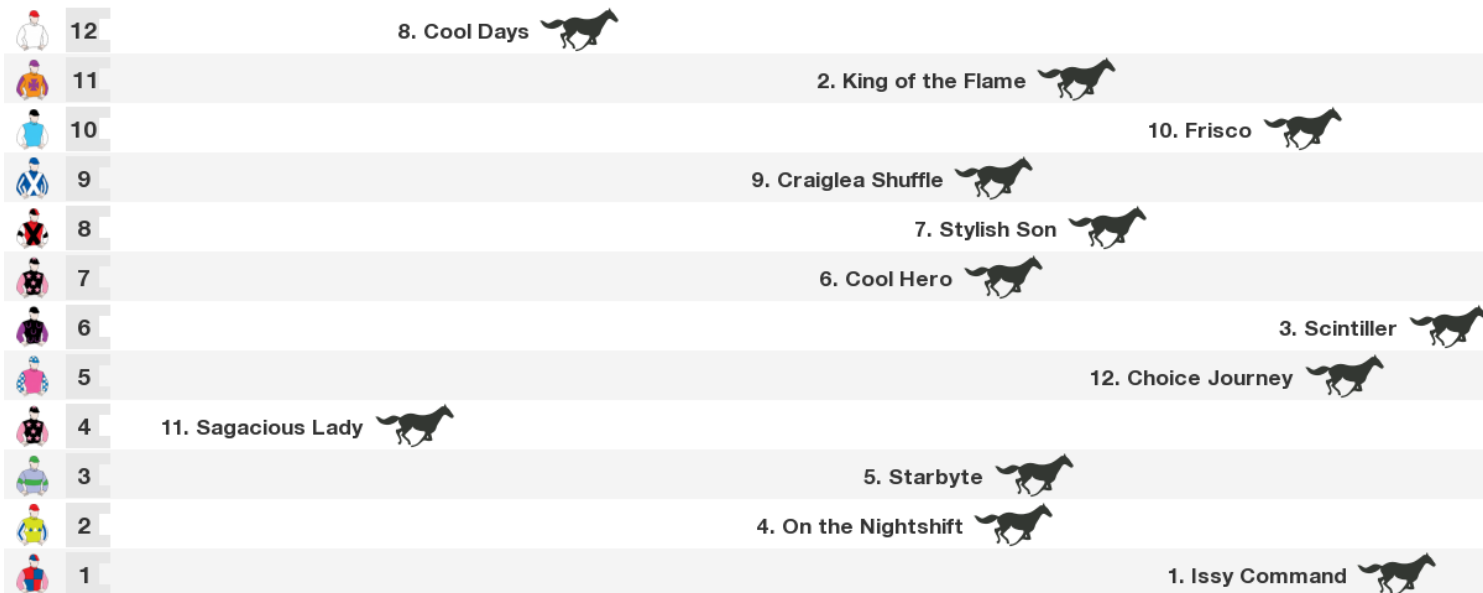 12 8. Cool Days
11 2. King of the Flame
10 10. Frisco
9 9. Craiglea Shuffle
8 7. Stylish Son
7 6. Cool Hero
6 3. Scintiller
5 12. Choice Journey
4 11. Sagacious Lady
3 5. Starbyte
2 4. On the Nightshift
1 1. Issy Command